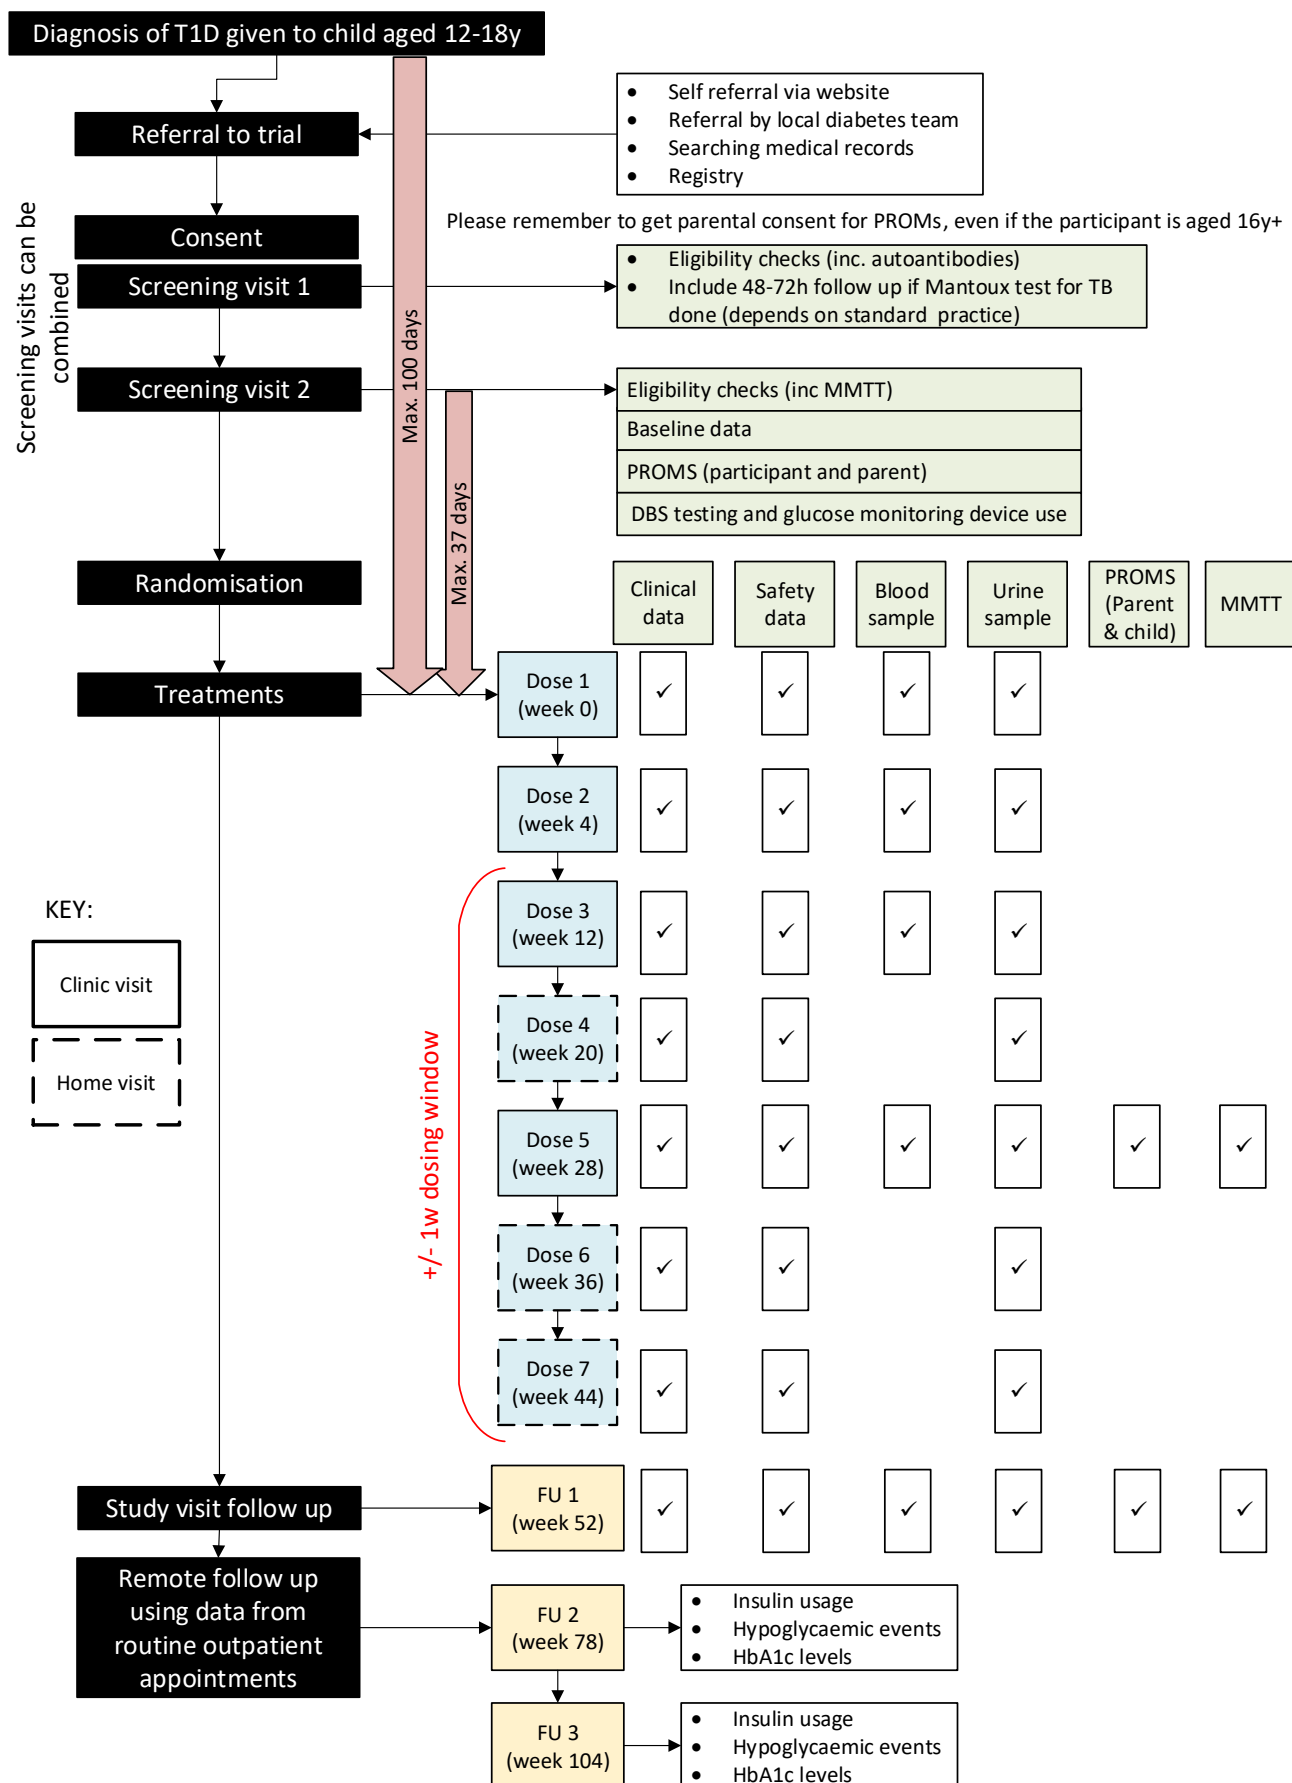 Diagnosis of T1D given to child aged 12-18y
• Self referral via website
• Referral by local diabetes team
• Searching medical records
• Registry
Referral to trial
Please remember to get parental consent for PROMs, even if the participant is aged 16y+
Consent
Screening visits can be
combined
Screening visit 1
• Eligibility checks (inc. autoantibodies)
• Include 48-72h follow up if Mantoux test for TB
done (depends on standard practice)
Max. 100 days
Screening visit 2
Eligibility checks (inc MMTT)
Baseline data
PROMS (participant and parent)
DBS testing and glucose monitoring device use
Max. 37 days
Randomisation
Clinical
data
Safety
data
Blood
sample
Urine
sample
PROMS
(Parent
& child)
MMTT
Treatments
Dose 1
(week 0)
✓ ✓ ✓ ✓
Dose 2
(week 4)
✓ ✓ ✓ ✓
KEY:
Clinic visit
Home visit
+/- 1w dosing window
Dose 3
(week 12)
✓ ✓ ✓ ✓
Dose 4
(week 20)
✓ ✓ ✓
Dose 5
(week 28)
✓ ✓ ✓ ✓ ✓ ✓
Dose 6
(week 36)
✓ ✓ ✓
Dose 7
(week 44)
✓ ✓ ✓
Study visit follow up
FU 1
(week 52)
✓ ✓ ✓ ✓ ✓ ✓
Remote follow up
using data from
routine outpatient
appointments
FU 2
(week 78)
• Insulin usage
• Hypoglycaemic events
• HbA1c levels
FU 3
(week 104)
• Insulin usage
• Hypoglycaemic events
• HbA1c levels